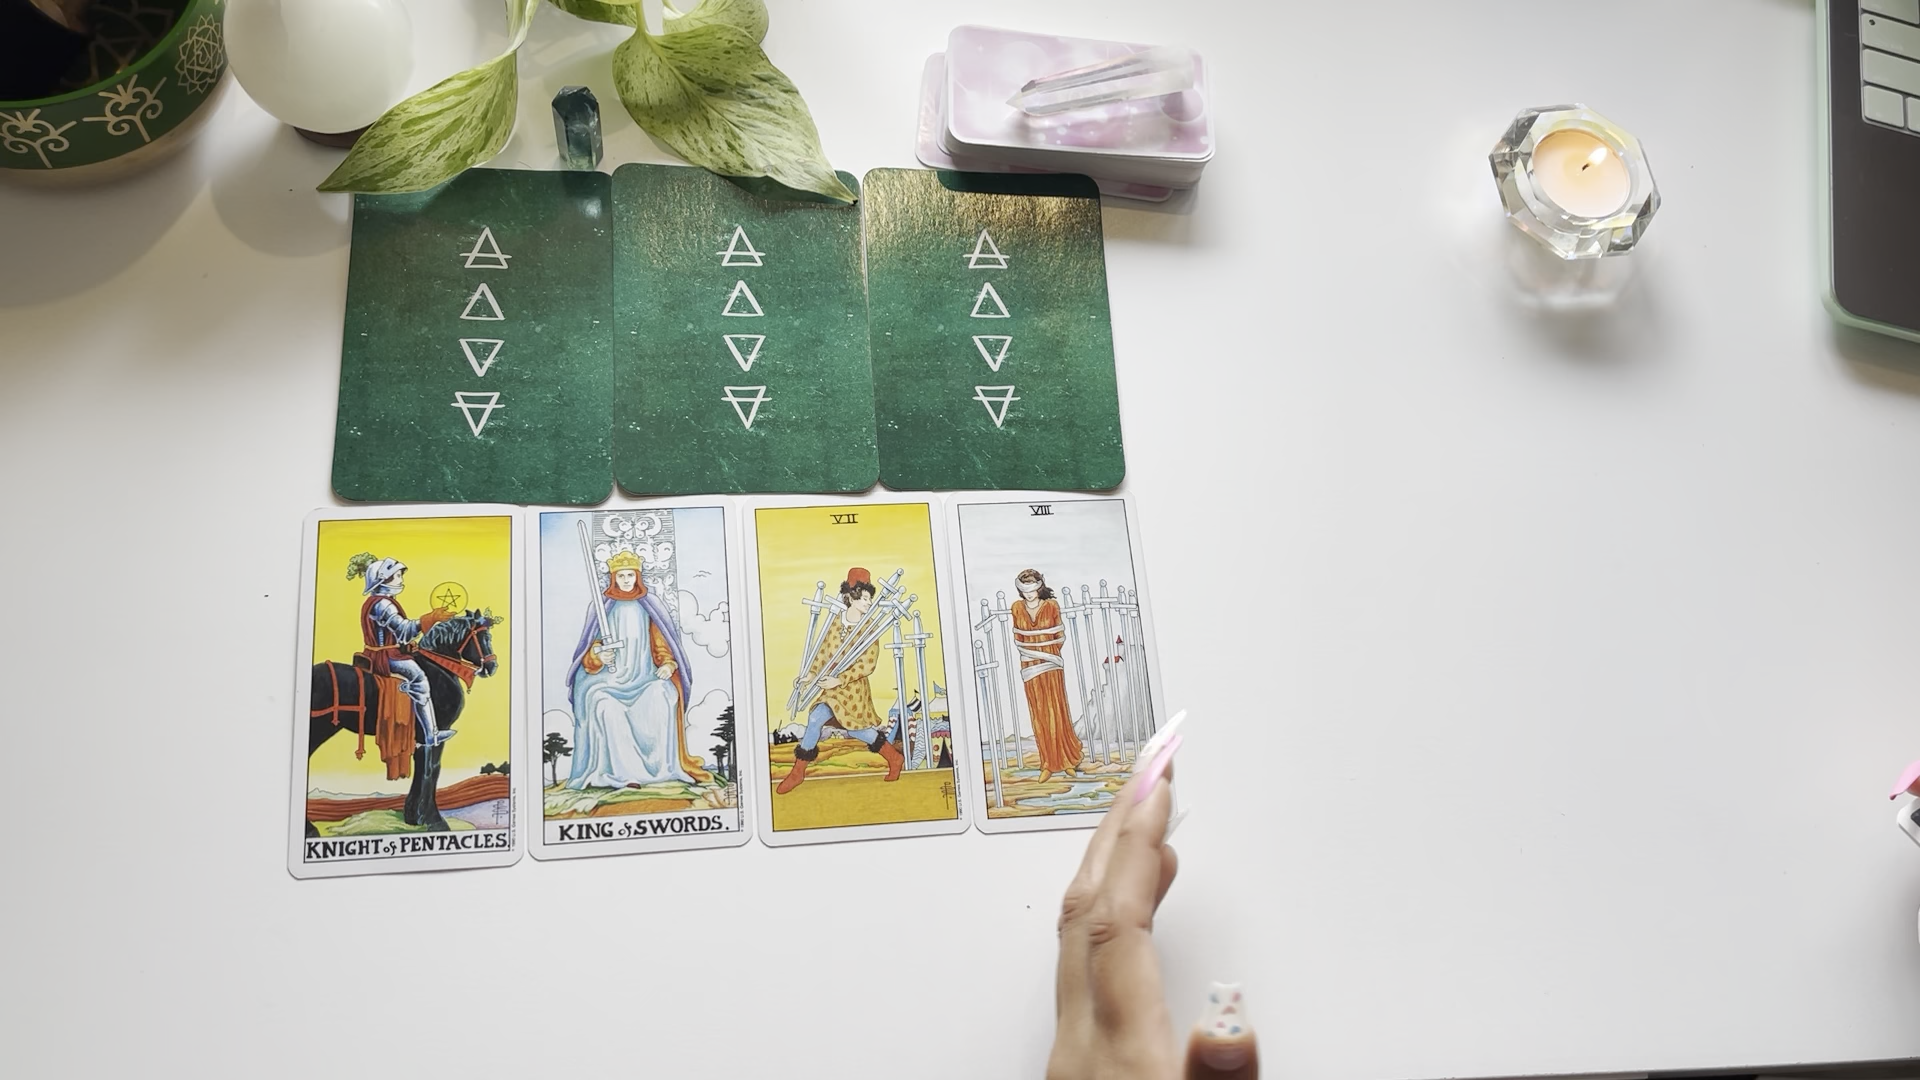 VII
VIII
KNIGHT of PENTACLES.
KING of SWORDS.